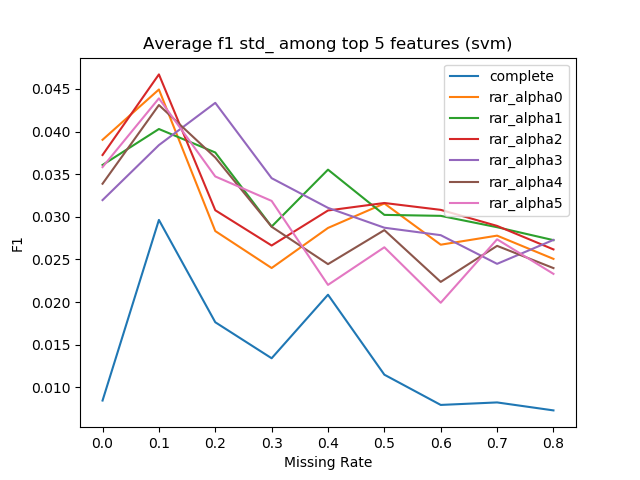 Average f1 std_ among top 5 features (svm)
complete
rar_alpha0
rar_alpha1
rar_alpha2
rar_alpha3
rar_alpha4
rar_alpha5
0.045
0.040
0.035
0.030
0.025
0.020
0.015
0.010
F1
0.0 0.1 0.2 0.3 0.4 0.5 0.6 0.7 0.8
Missing Rate